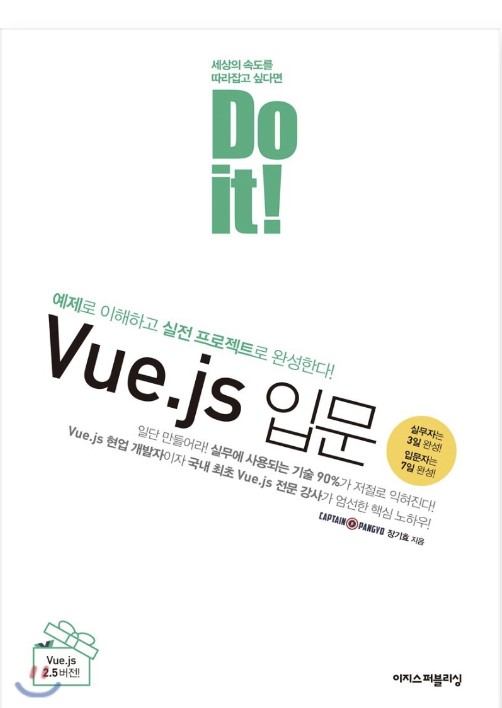 세상의 속도를
따라잡고 싶다면
Do
it!
예제로 이해하고 실전 프로젝트로 완성한다!
Vue.js 입문
실무자는
3일 완성!
입문자는
7일 완성!
일단 만들어라! 실무에 사용되는 기술 90%가 저절로 익혀진다!
Vue.js 현업 개발자이자 국내 최초 Vue.js 전문 강사가 엄선한 핵심 노하우!
CAPTAIN PANGYO 장기효 지음
Vue.js
2.5 버전!
이지스퍼블리싱